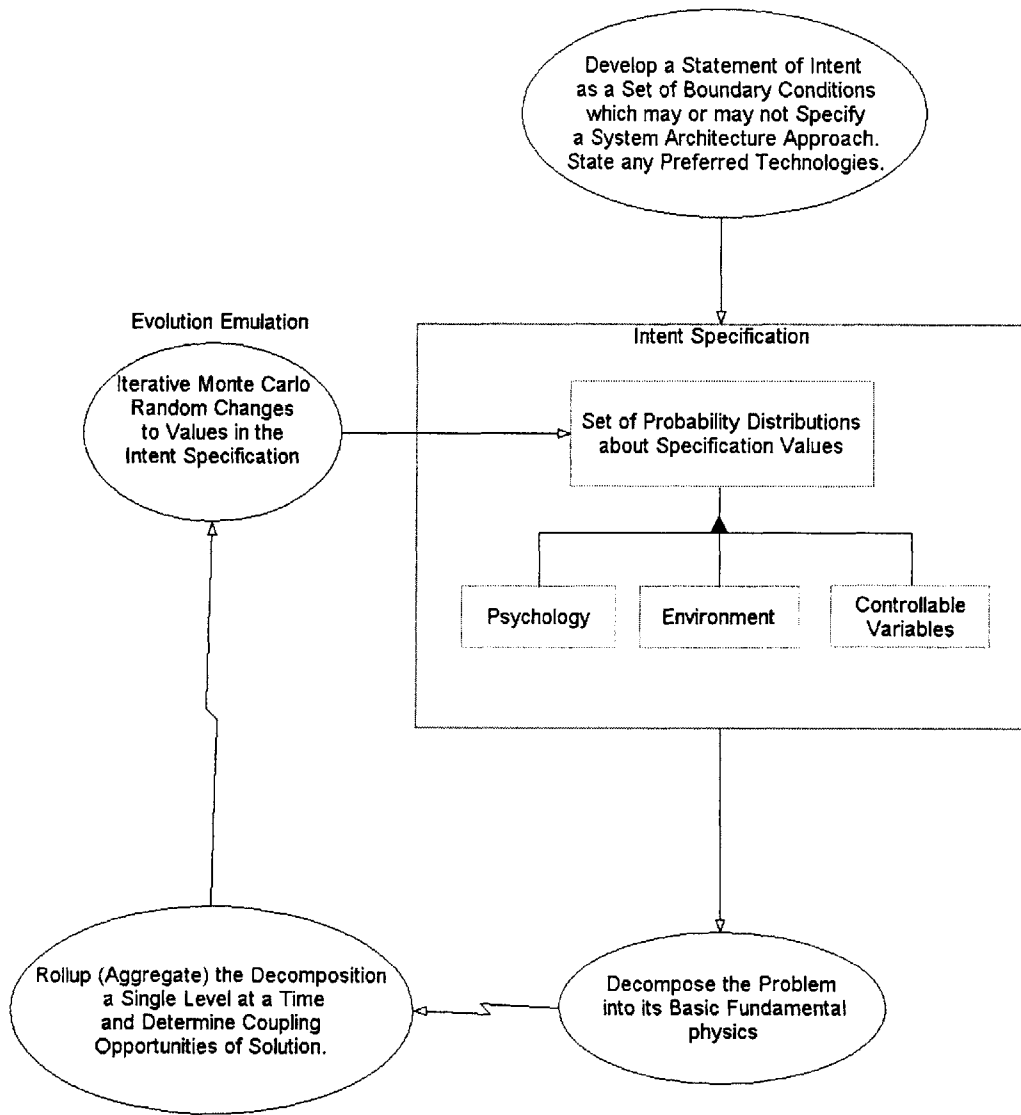 Develop a Statement of Intent
as a Set of Boundary Conditions
which may or may not Specify
a System Architecture Approach.
State any Preferred Technologies.
Evolution Emulation
Iterative Monte Carlo
Random Changes
to Values in the
Intent Specification
Intent Specification
Set of Probability Distributions
about Specification Values
Psychology
Environment
Controllable
Variables
Rollup (Aggregate) the Decomposition
a Single Level at a Time
and Determine Coupling
Opportunities of Solution.
Decompose the Problem
into its Basic Fundamental
physics